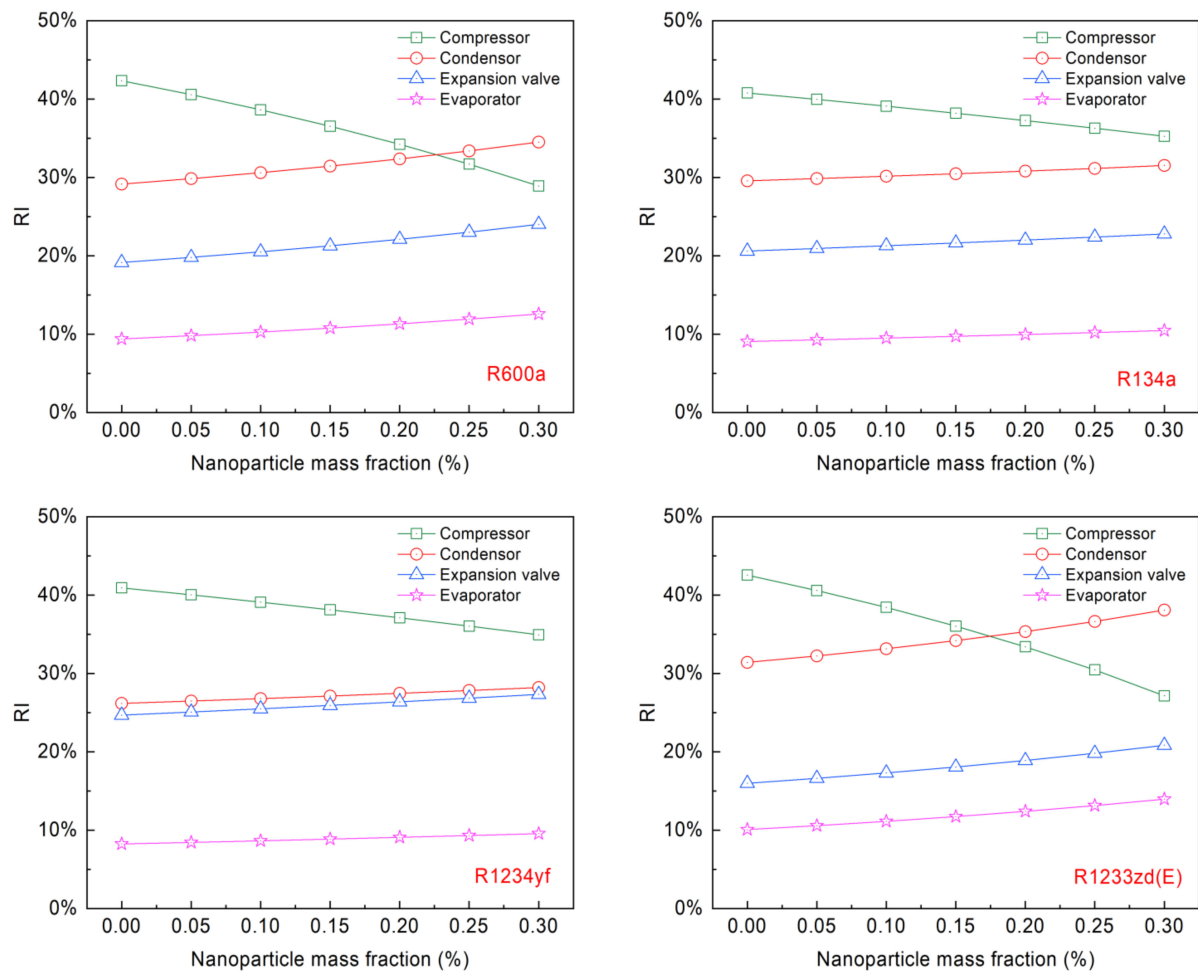 50%
40%
30%
20%
10%
0%
RI
Compressor
Condensor
Expansion valve
Evaporator
R600a
0.00 0.05 0.10 0.15 0.20 0.25 0.30
Nanoparticle mass fraction (%)
50%
40%
30%
20%
10%
0%
RI
Compressor
Condensor
Expansion valve
Evaporator
R134a
0.00 0.05 0.10 0.15 0.20 0.25 0.30
Nanoparticle mass fraction (%)
50%
40%
30%
20%
10%
0%
RI
Compressor
Condensor
Expansion valve
Evaporator
R1234yf
0.00 0.05 0.10 0.15 0.20 0.25 0.30
Nanoparticle mass fraction (%)
50%
40%
30%
20%
10%
0%
RI
Compressor
Condensor
Expansion valve
Evaporator
R1233zd(E)
0.00 0.05 0.10 0.15 0.20 0.25 0.30
Nanoparticle mass fraction (%)